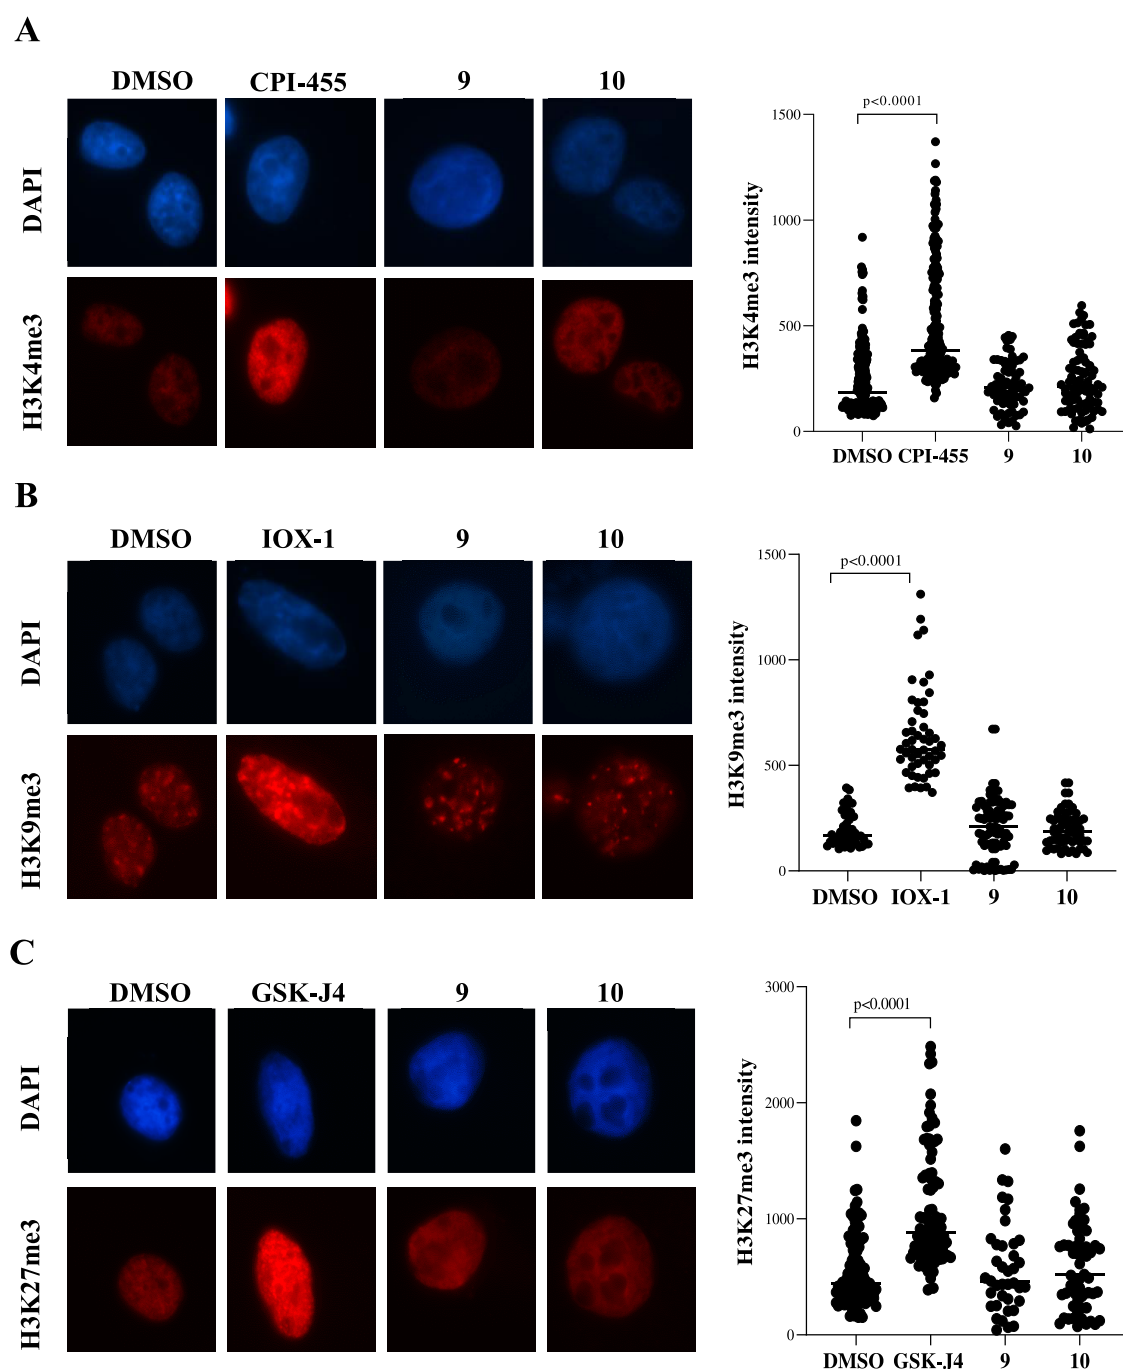 A
DMSO CPI-455 9 10
DAPI
H3K4me3
p<0.0001
H3K4me3 intensity
1500
1000
500
0
DMSO CPI-455 9 10
B
DMSO IOX-1 9 10
DAPI
H3K9me3
p<0.0001
H3K9me3 intensity
1500
1000
500
0
DMSO IOX-1 9 10
C
DMSO GSK-J4 9 10
DAPI
H3K27me3
p<0.0001
H3K27me3 intensity
3000
2000
1000
0
DMSO GSK-J4 9 10